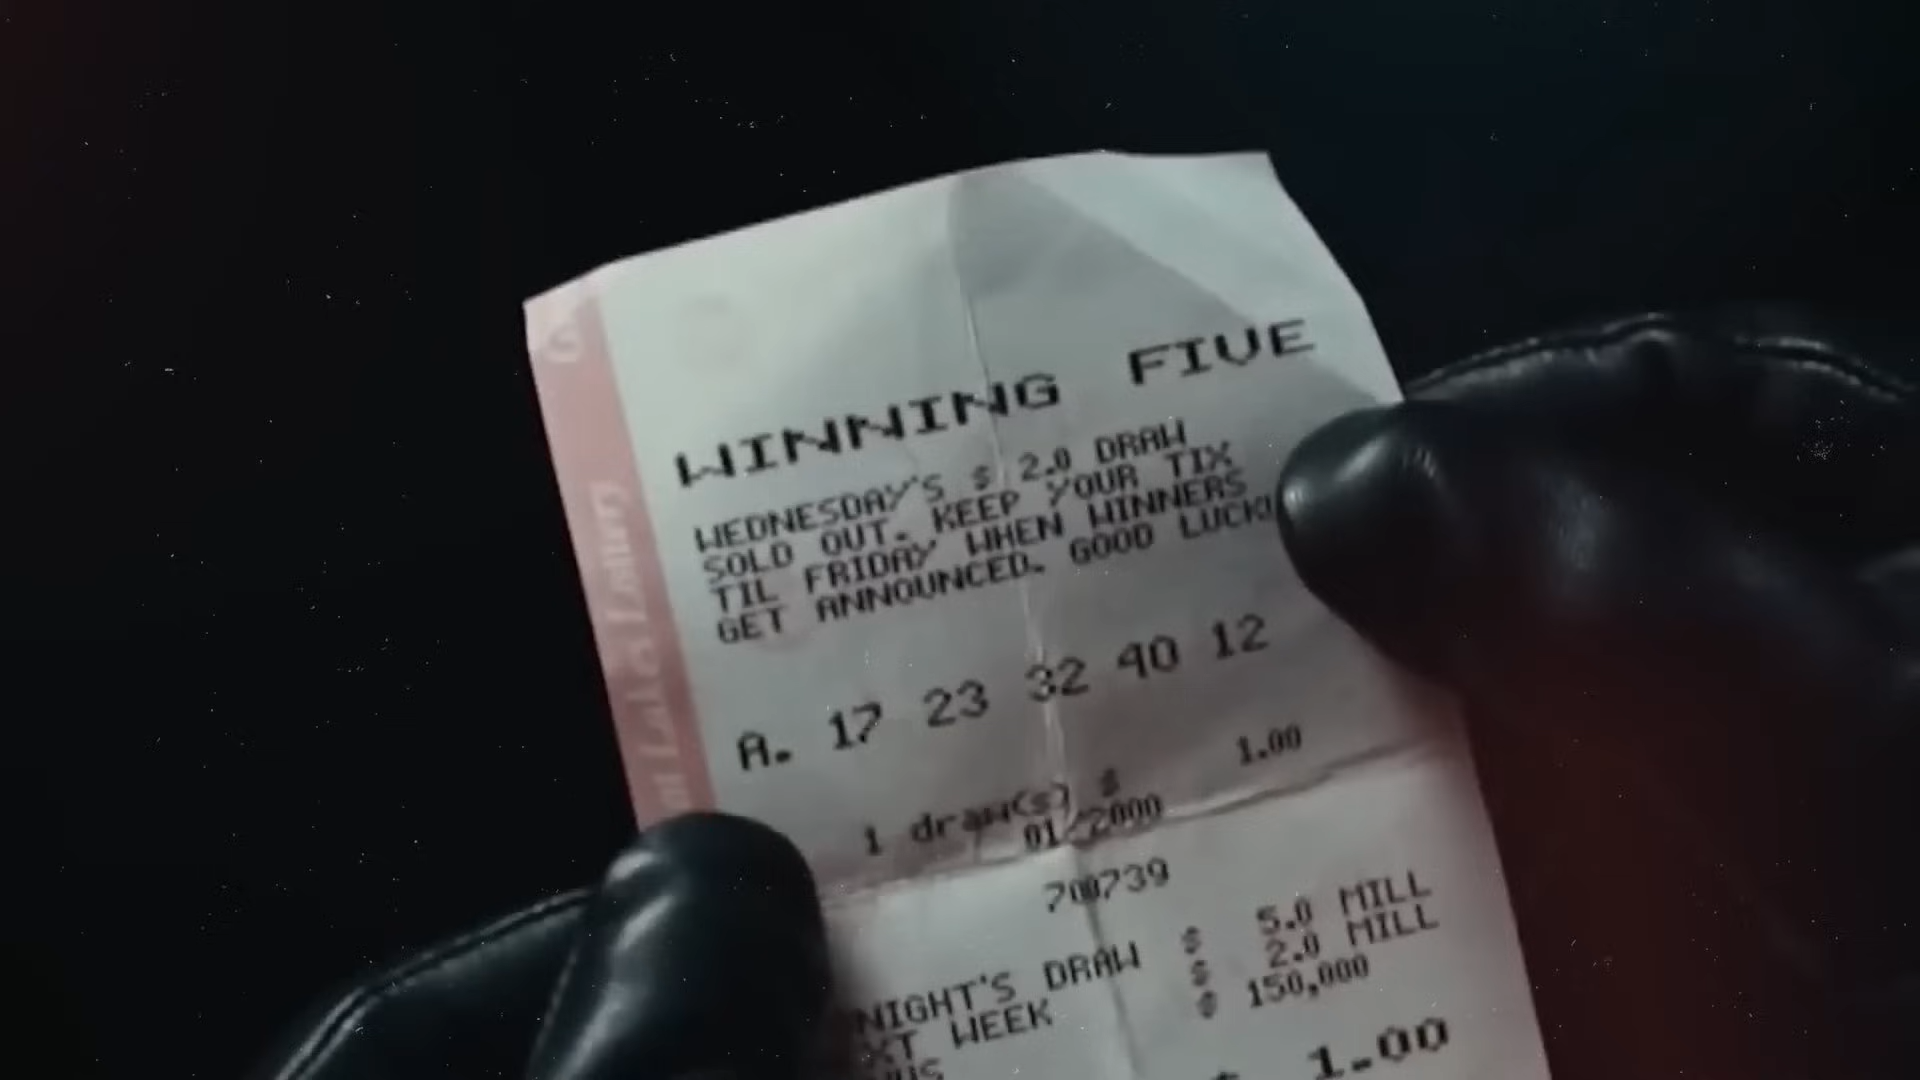 WINNING FIVE
WEDNESDAY'S $ 2.0 DRAW
SOLD OUT. KEEP YOUR TIX
TIL FRIDAY WHEN WINNERS
GET ANNOUNCED. GOOD LUCK!
A. 17 23 32 40 12
1 draw(s) $ 1.00
01/2000
700739
NIGHT'S DRAW $ 5.0 MILL
XT WEEK $ 2.0 MILL
$ 150,000
1.00
Lottery